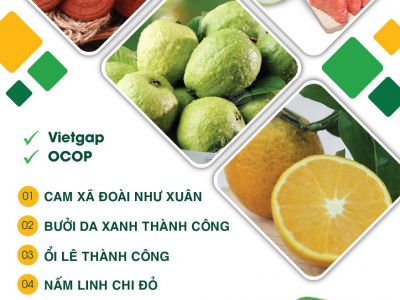 Vietgap
OCOP
01 CAM XÃ ĐOÀI NHƯ XUÂN
02 BƯỞI DA XANH THÀNH CÔNG
03 ỔI LÊ THÀNH CÔNG
04 NẤM LINH CHI ĐỎ